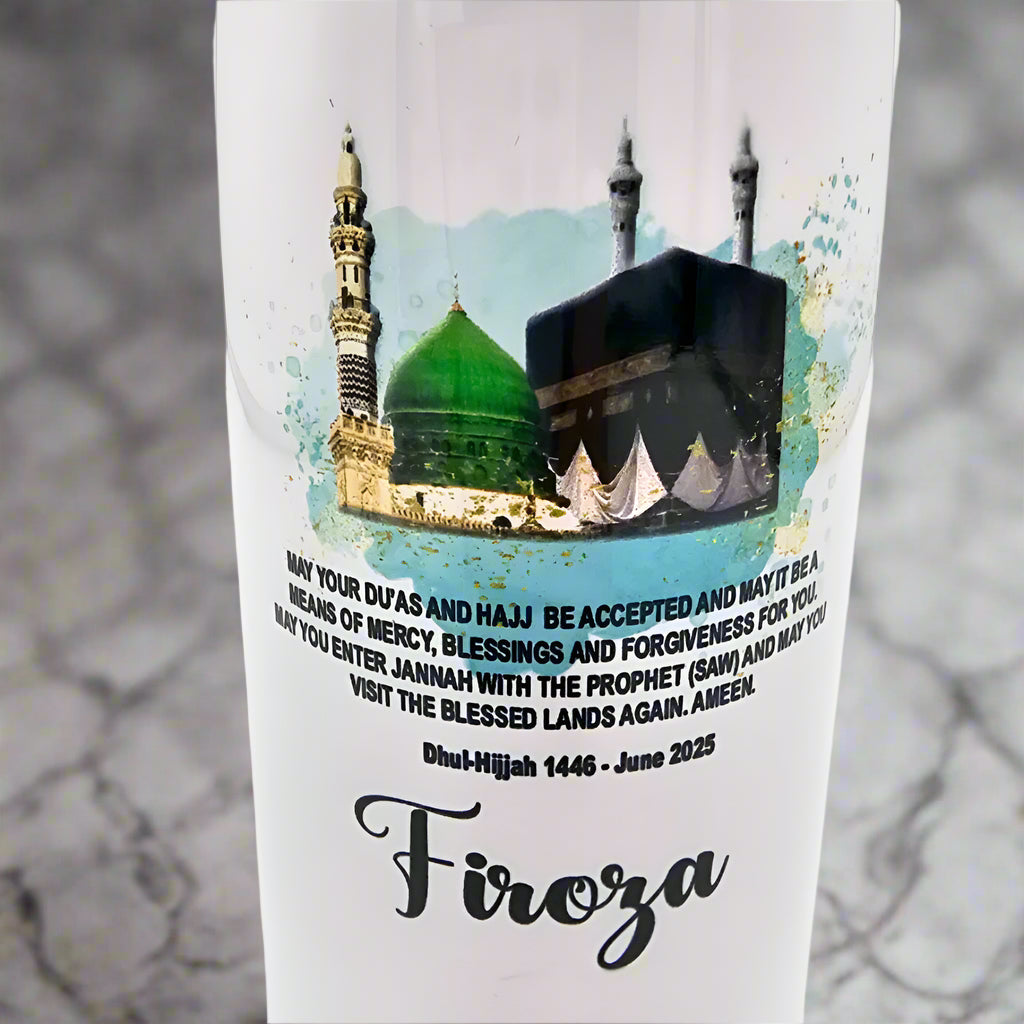 MAY YOUR DU'AS AND HAJJ BE ACCEPTED AND MAY IT BE A
MEANS OF MERCY, BLESSINGS AND FORGIVENESS FOR YOU.
MAY YOU ENTER JANNAH WITH THE PROPHET (SAW) AND MAY YOU
VISIT THE BLESSED LANDS AGAIN. AMEEN.
Dhul-Hijjah 1446 - June 2025
Firoza